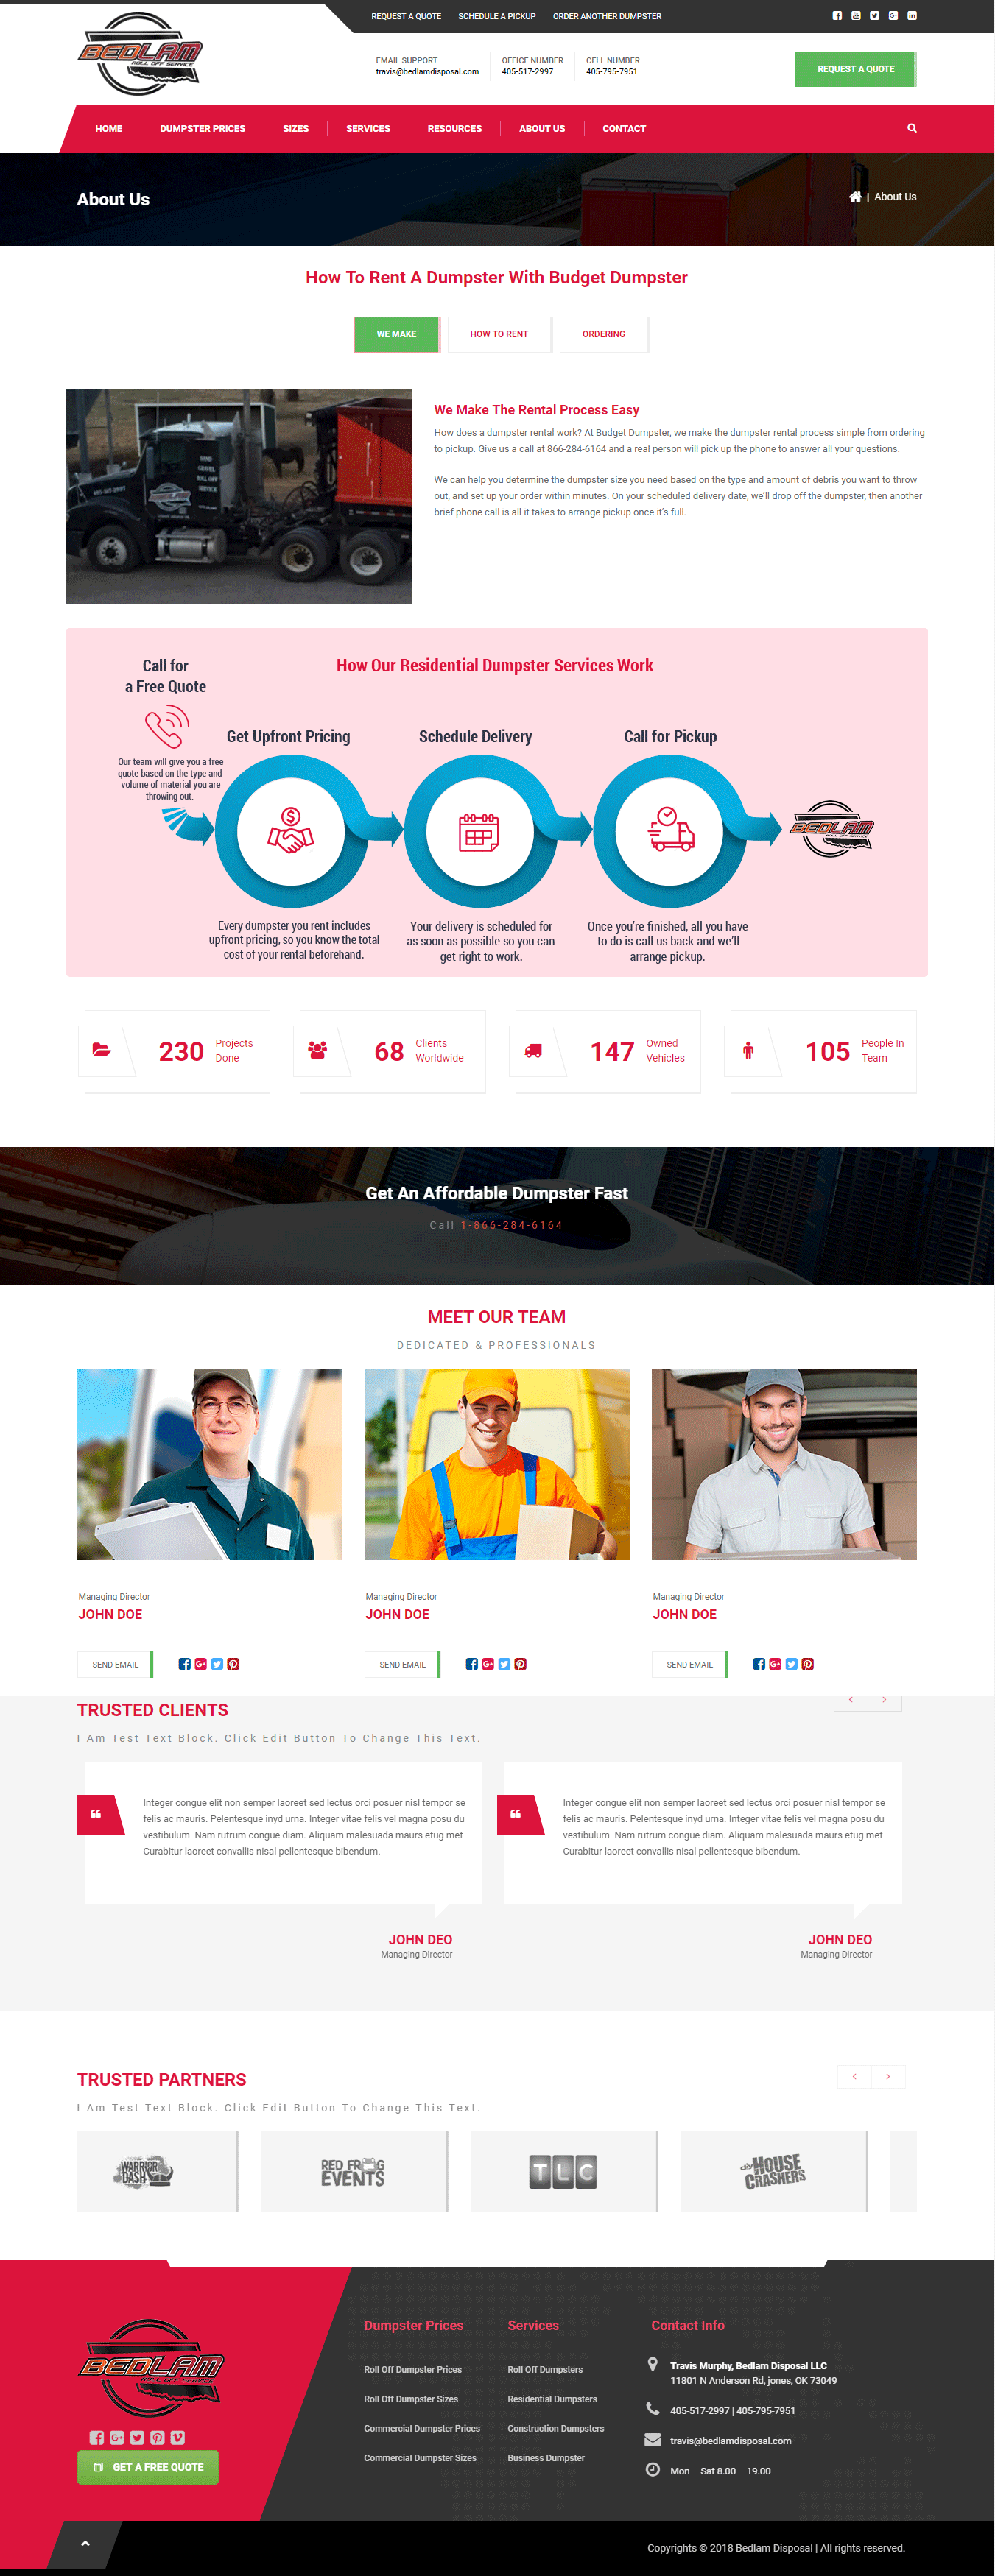 REQUEST A QUOTE SCHEDULE A PICKUP ORDER ANOTHER DUMPSTER
BEDLAM
ROLL OFF SERVICE
EMAIL SUPPORT
travis@bedlamdisposal.com
OFFICE NUMBER
405-517-2997
CELL NUMBER
405-795-7951
REQUEST A QUOTE
HOME DUMPSTER PRICES SIZES SERVICES RESOURCES ABOUT US CONTACT
About Us
| About Us
How To Rent A Dumpster With Budget Dumpster
WE MAKE HOW TO RENT ORDERING
SAND
GRAVEL
ROLL OFF
SERVICE
We Make The Rental Process Easy
How does a dumpster rental work? At Budget Dumpster, we make the dumpster rental process simple from ordering
to pickup. Give us a call at 866-284-6164 and a real person will pick up the phone to answer all your questions.
We can help you determine the dumpster size you need based on the type and amount of debris you want to throw
out, and set up your order within minutes. On your scheduled delivery date, we'll drop off the dumpster, then another
brief phone call is all it takes to arrange pickup once it's full.
How Our Residential Dumpster Services Work
Call for
a Free Quote
Our team will give you a free
quote based on the type and
volume of material you are
throwing out.
Get Upfront Pricing
Every dumpster you rent includes
upfront pricing, so you know the total
cost of your rental beforehand.
Schedule Delivery
Your delivery is scheduled for
as soon as possible so you can
get right to work.
Call for Pickup
Once you're finished, all you have
to do is call us back and we'll
arrange pickup.
BEDLAM
ROLL OFF SERVICE
230 Projects
Done
68 Clients
Worldwide
147 Owned
Vehicles
105 People In
Team
Get An Affordable Dumpster Fast
Call 1-866-284-6164
MEET OUR TEAM
DEDICATED & PROFESSIONALS
Managing Director
JOHN DOE
SEND EMAIL
Managing Director
JOHN DOE
SEND EMAIL
Managing Director
JOHN DOE
SEND EMAIL
TRUSTED CLIENTS
I Am Test Text Block. Click Edit Button To Change This Text.
Integer congue elit non semper laoreet sed lectus orci posuer nisl tempor se
felis ac mauris. Pelentesque inyd urna. Integer vitae felis vel magna posu du
vestibulum. Nam rutrum congue diam. Aliquam malesuada maurs etug met
Curabitur laoreet convallis nisal pellentesque bibendum.
JOHN DEO
Managing Director
Integer congue elit non semper laoreet sed lectus orci posuer nisl tempor se
felis ac mauris. Pelentesque inyd urna. Integer vitae felis vel magna posu du
vestibulum. Nam rutrum congue diam. Aliquam malesuada maurs etug met
Curabitur laoreet convallis nisal pellentesque bibendum.
JOHN DEO
Managing Director
TRUSTED PARTNERS
I Am Test Text Block. Click Edit Button To Change This Text.
WARRIOR
DASH
RED FROG
EVENTS
TLC
diy HOUSE
CRASHERS
BEDLAM
ROLL OFF SERVICE
GET A FREE QUOTE
Dumpster Prices
Roll Off Dumpster Prices
Roll Off Dumpster Sizes
Commercial Dumpster Prices
Commercial Dumpster Sizes
Services
Roll Off Dumpsters
Residential Dumpsters
Construction Dumpsters
Business Dumpster
Contact Info
Travis Murphy, Bedlam Disposal LLC
11801 N Anderson Rd, jones, OK 73049
405-517-2997 | 405-795-7951
travis@bedlamdisposal.com
Mon – Sat 8.00 – 19.00
Copyrights © 2018 Bedlam Disposal | All rights reserved.